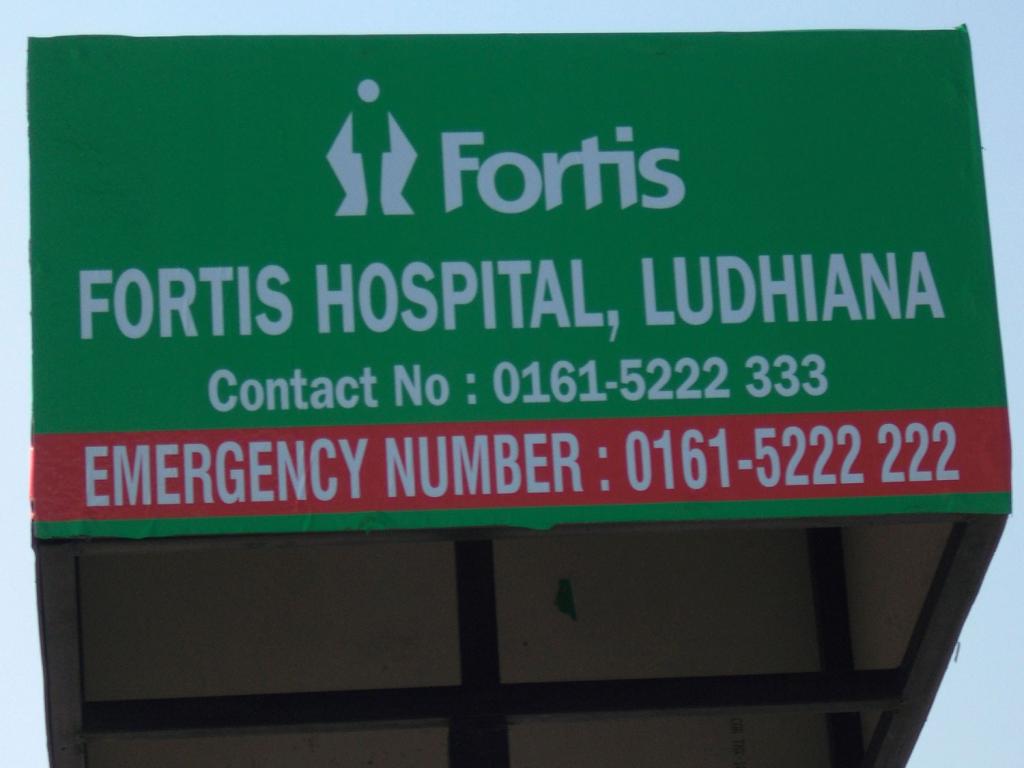 Fortis
FORTIS HOSPITAL, LUDHIANA
Contact No : 0161-5222 333
EMERGENCY NUMBER : 0161-5222 222